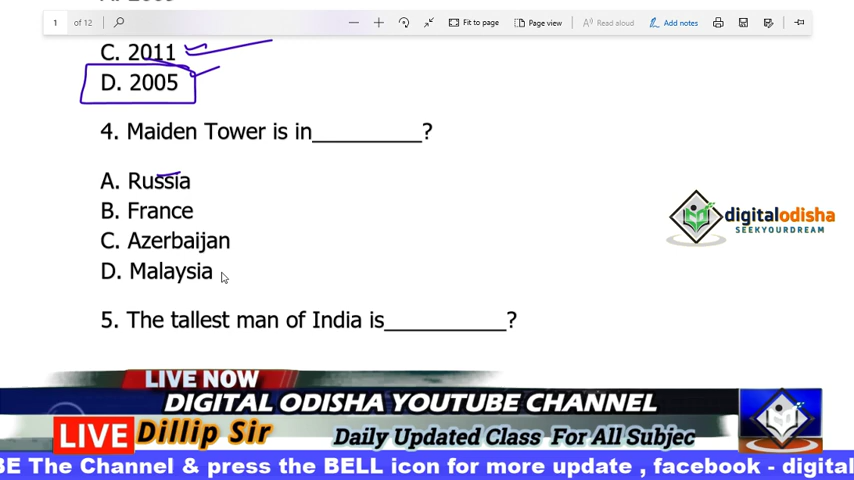 1 of 12 Fit to page Page view Read aloud Add notes
C. 2011
D. 2005
4. Maiden Tower is in__________?
A. Russia
B. France
C. Azerbaijan
D. Malaysia
digitalodisha
SEEKYOURDREAM
5. The tallest man of India is___________?
LIVE NOW
DIGITAL ODISHA YOUTUBE CHANNEL
LIVE Dillip Sir Daily Updated Class For All Subjec
BE The Channel & press the BELL icon for more update , facebook - digital